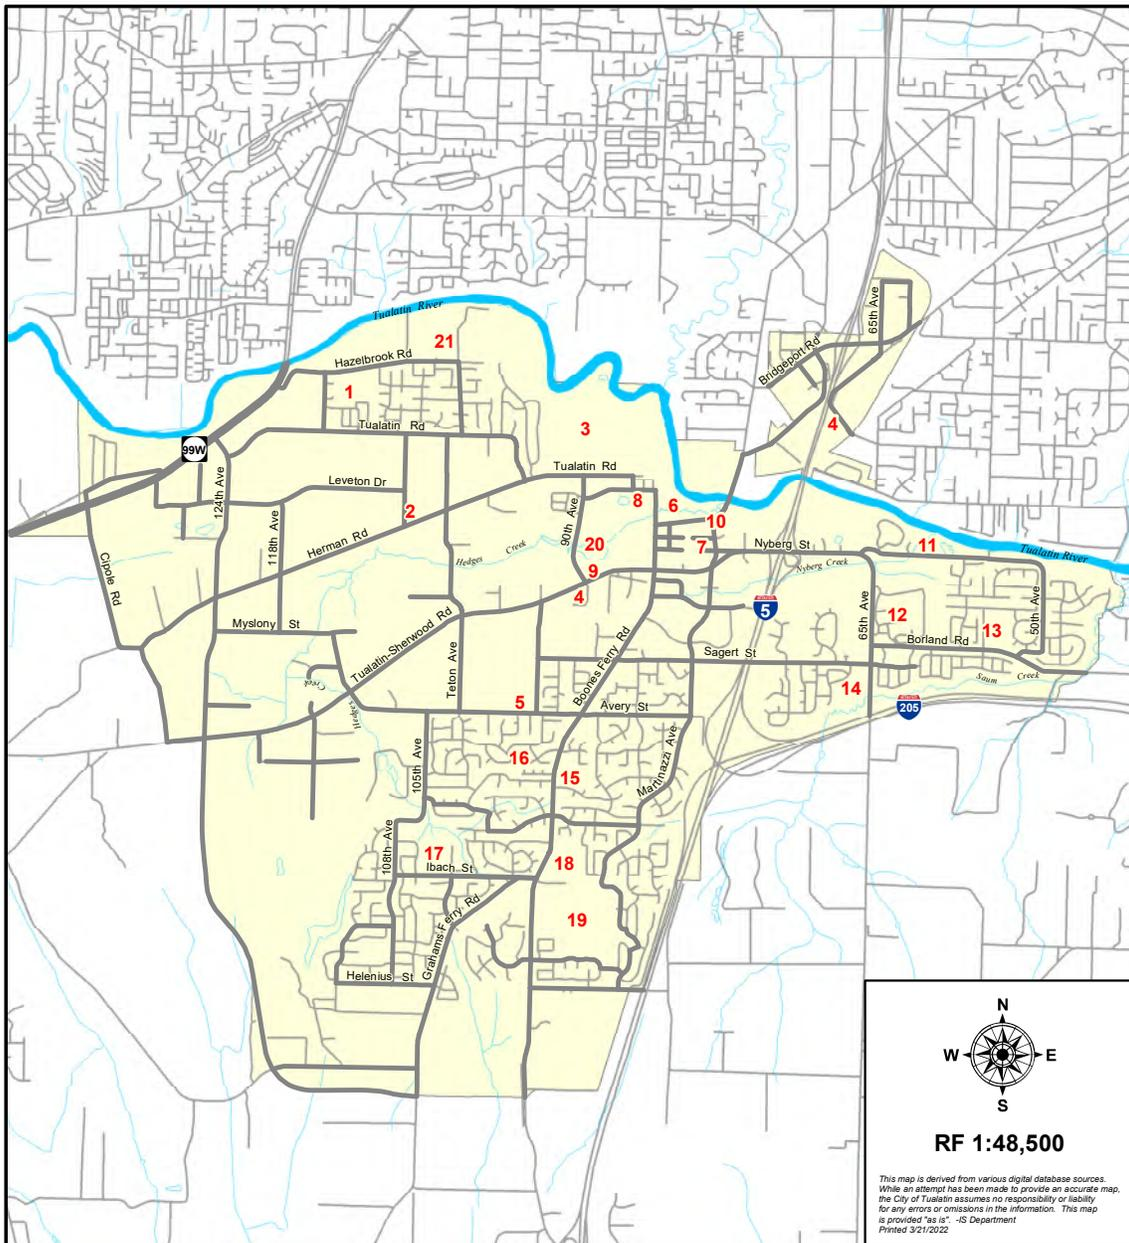 65th Ave
Tualatin River
Bridgeport Rd
21
Hazelbrook Rd
1
4
3
Tualatin Rd
99W
124th Ave
Tualatin Rd
Leveton Dr
8
6
2
90th Ave
10
118th Ave
Herman Rd
20
7
Nyberg St
11
Hedges
Creek
Tualatin River
Nyberg Creek
9
Cipole Rd
4
5
65th Ave
12
50th Ave
13
Myslony St
Tualatin-Sherwood Rd
Boones Ferry Rd
Borland Rd
Teton Ave
Sagert St
Saum Creek
Hedges
Creek
14
5
Avery St
205
105th Ave
16
15
Martinazzi Ave
108th Ave
17
Ibach St
18
Grahams Ferry Rd
19
Helenius St
N
W E
S
RF 1:48,500
This map is derived from various digital database sources.
While an attempt has been made to provide an accurate map,
the City of Tualatin assumes no responsibility or liability
for any errors or omissions in the information. This map
is provided "as is". -IS Department
Printed 3/21/2022